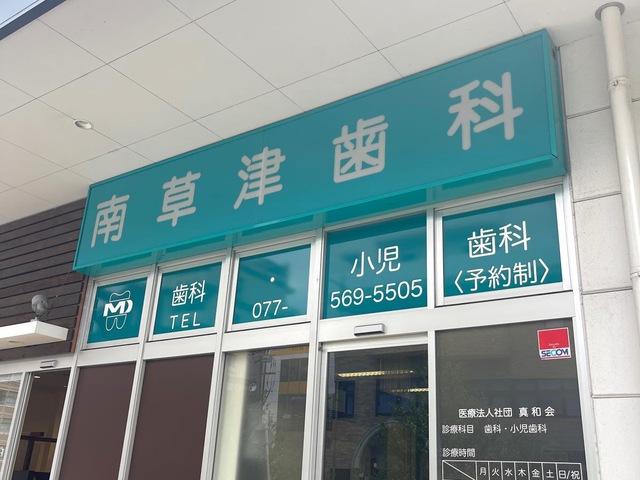 南草津歯科
MD
歯科
TEL
・
077-
小児
569-5505
歯科
〈予約制〉
SECOM
医療法人社団 真和会
診療科目 歯科・小児歯科
診療時間
月火水木金土日/祝